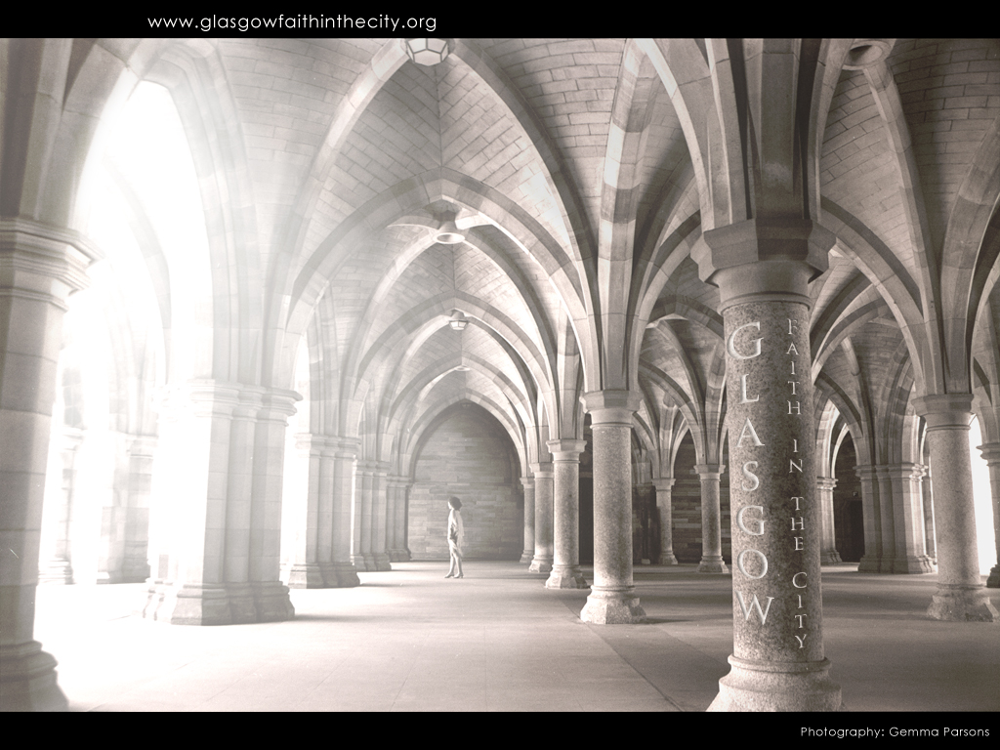 www.glasgowfaithinthecity.org
GLASGOW
FAITH IN THE CITY
Photography: Gemma Parsons